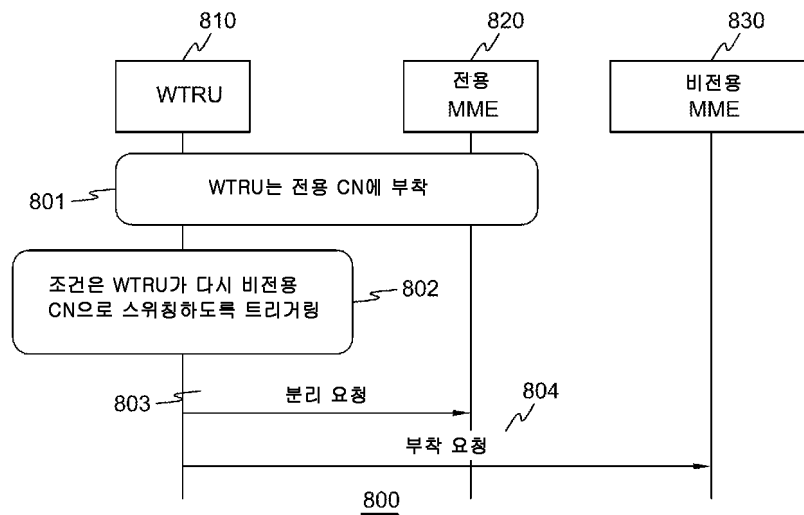 810
820
830
WTRU
전용
MME
비전용
MME
WTRU는 전용 CN에 부착
801
조건은 WTRU가 다시 비전용
CN으로 스위칭하도록 트리거링
802
803
분리 요청
804
부착 요청
800